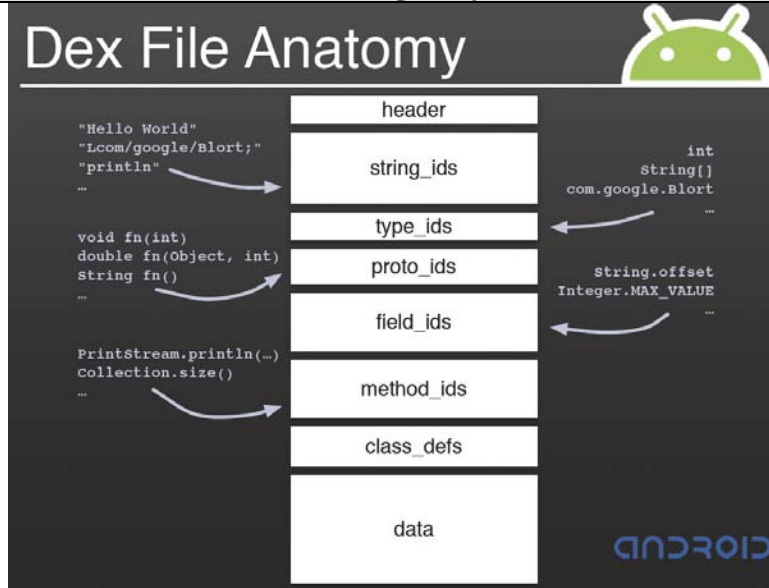 Dex File Anatomy
header
"Hello World"
"Lcom/google/Blort;"
"println"
…
string_ids
int
String[]
com.google.Blort
…
type_ids
void fn(int)
double fn(Object, int)
String fn()
…
proto_ids
String.offset
Integer.MAX_VALUE
…
field_ids
PrintStream.println(…)
Collection.size()
…
method_ids
class_defs
data
ANDROID